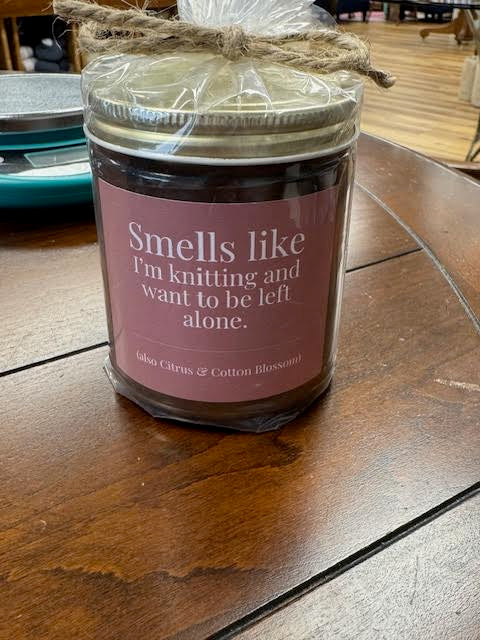 Smells like
I'm knitting and
want to be left
alone.
(also Citrus & Cotton Blossom)